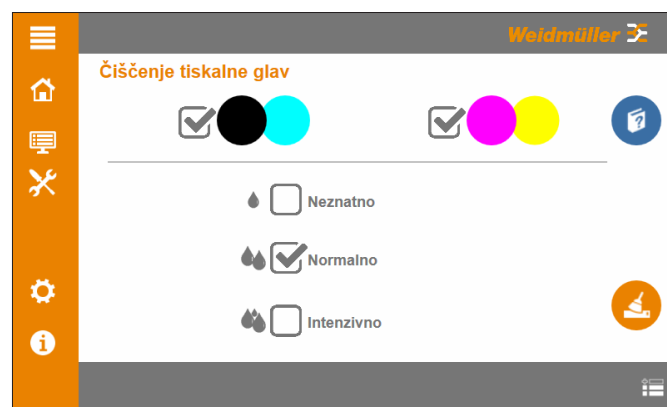 Weidmüller
Čiščenje tiskalne glav
Neznatno
Normalno
Intenzivno